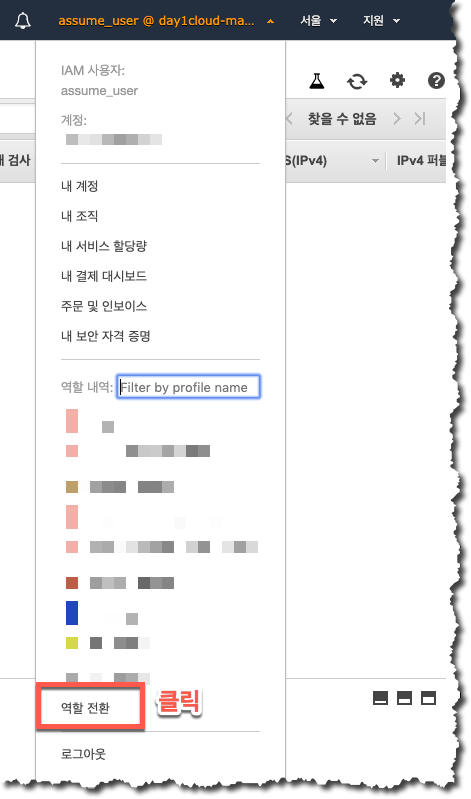 assume_user @ day1cloud-ma... 서울 지원
IAM 사용자:
assume_user
계정:
찾을 수 없음
S(IPv4)
IPv4 퍼블
검사
내 계정
내 조직
내 서비스 할당량
내 결제 대시보드
주문 및 인보이스
내 보안 자격 증명
역할 내역: Filter by profile name
역할 전환 클릭
로그아웃